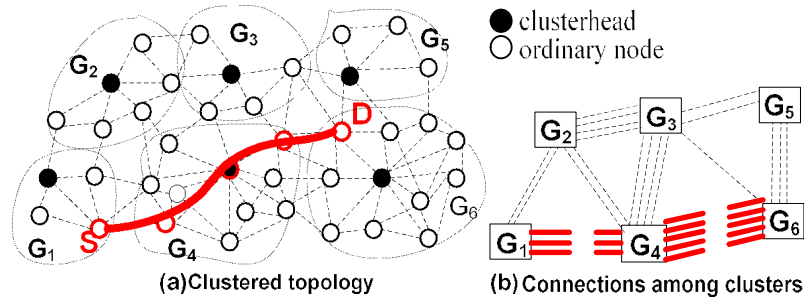 clusterhead
ordinary node
G2
G3
G5
D
S
G1
G4
G6
(a)Clustered topology
G2
G3
G5
G1
G4
G6
(b) Connections among clusters